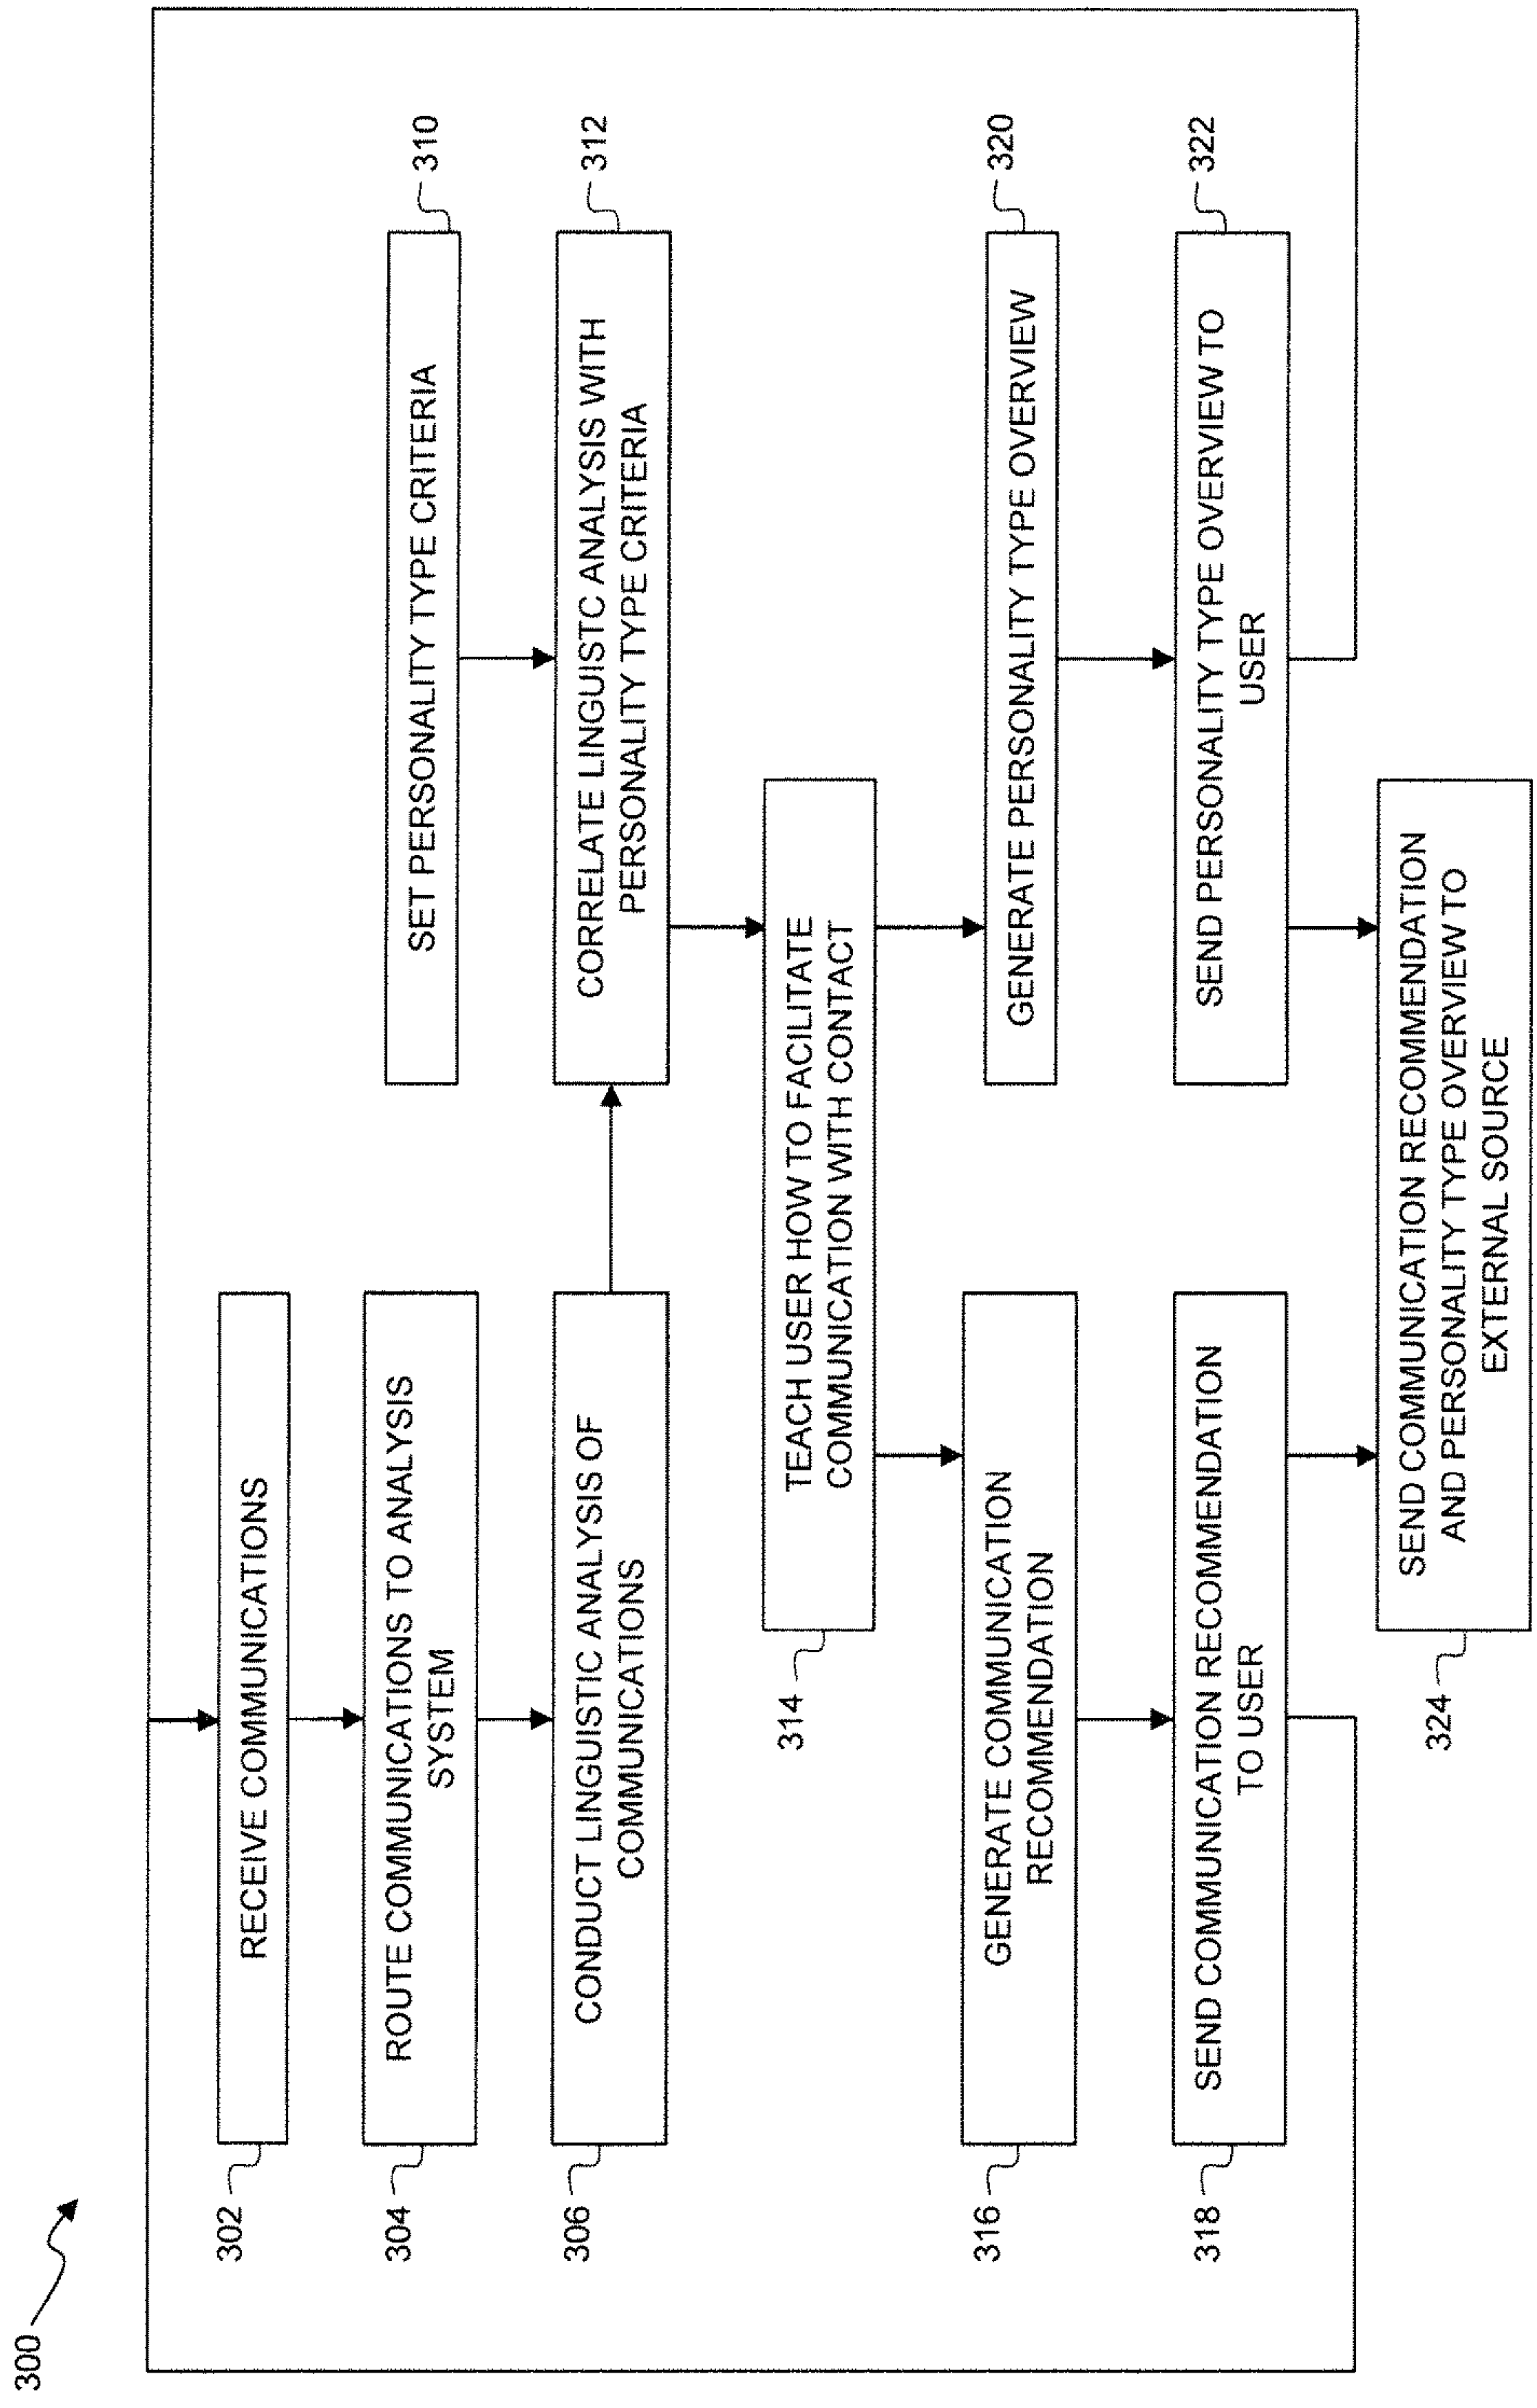 300
302
RECEIVE COMMUNICATIONS
304
ROUTE COMMUNICATIONS TO ANALYSIS
SYSTEM
306
CONDUCT LINGUISTIC ANALYSIS OF
COMMUNICATIONS
SET PERSONALITY TYPE CRITERIA
310
CORRELATE LINGUISTC ANALYSIS WITH
PERSONALITY TYPE CRITERIA
312
314
TEACH USER HOW TO FACILITATE
COMMUNICATION WITH CONTACT
316
GENERATE COMMUNICATION
RECOMMENDATION
318
SEND COMMUNICATION RECOMMENDATION
TO USER
GENERATE PERSONALITY TYPE OVERVIEW
320
SEND PERSONALITY TYPE OVERVIEW TO
USER
322
324
SEND COMMUNICATION RECOMMENDATION
AND PERSONALITY TYPE OVERVIEW TO
EXTERNAL SOURCE